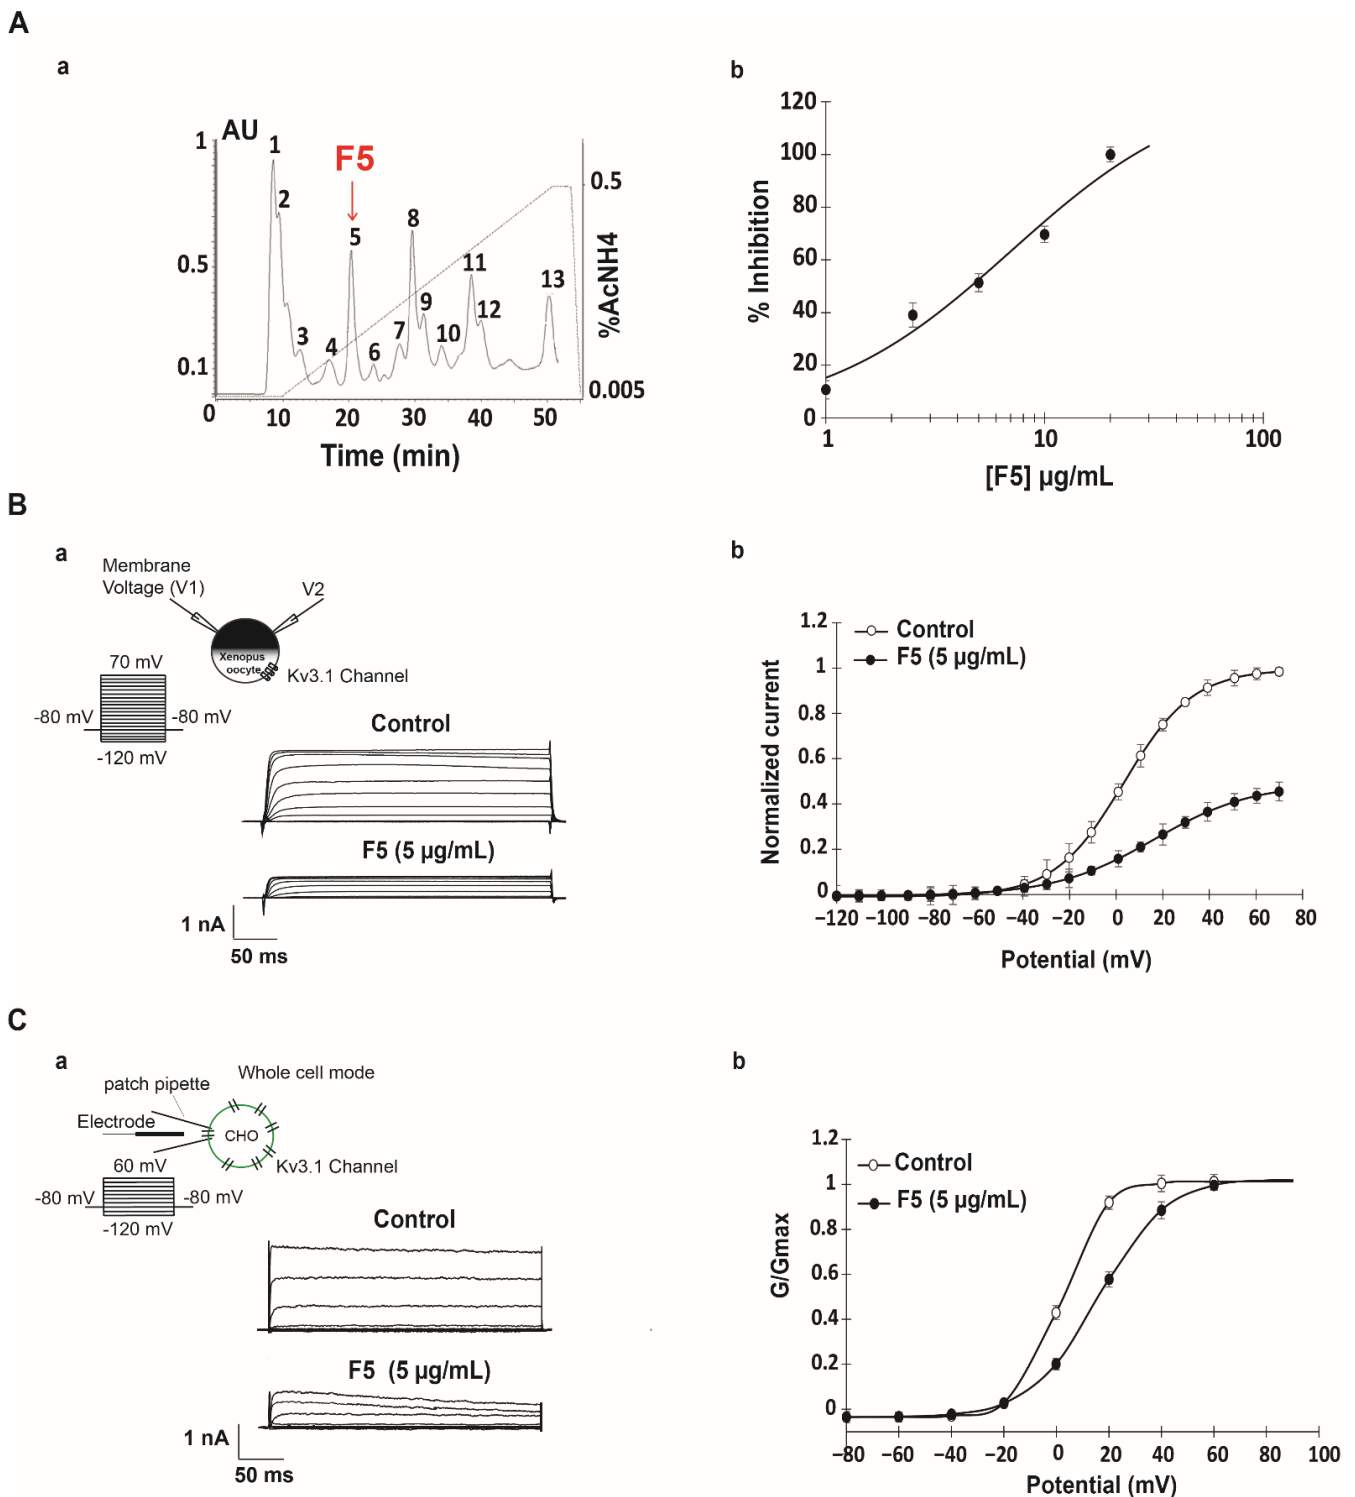 A
a
AU
1
0.5
0.1
F5
1
2
3
4
5
6
7
8
9
10
11
12
13
0.5
0.005
%AcNH4
0 10 20 30 40 50
Time (min)
b
120
100
80
60
40
20
0
% Inhibition
1 10 100
[F5] µg/mL
B
a
Membrane
Voltage (V1)
V2
Xenopus
oocyte
Kv3.1 Channel
70 mV
-80 mV -80 mV
-120 mV
Control
F5 (5 µg/mL)
1 nA
50 ms
b
1.2
1
0.8
0.6
0.4
0.2
0
Normalized current
Control
F5 (5 µg/mL)
−120 −100 −80 −60 −40 −20 0 20 40 60 80
Potential (mV)
C
a
Whole cell mode
patch pipette
Electrode
CHO
Kv3.1 Channel
60 mV
-80 mV -80 mV
-120 mV
Control
F5 (5 µg/mL)
1 nA
50 ms
b
1.2
1
0.8
0.6
0.4
0.2
0
G/Gmax
Control
F5 (5 µg/mL)
−80 −60 −40 −20 0 20 40 60 80 100
Potential (mV)